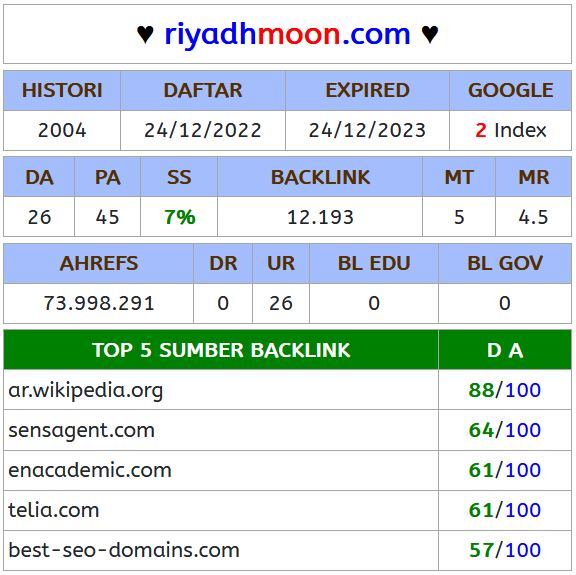 ♥ riyadhmoon.com ♥
HISTORI DAFTAR EXPIRED GOOGLE
2004 24/12/2022 24/12/2023 2 Index
DA PA SS BACKLINK MT MR
26 45 7% 12.193 5 4.5
AHREFS DR UR BL EDU BL GOV
73.998.291 0 26 0 0
TOP 5 SUMBER BACKLINK D A
ar.wikipedia.org 88/100
sensagent.com 64/100
enacademic.com 61/100
telia.com 61/100
best-seo-domains.com 57/100